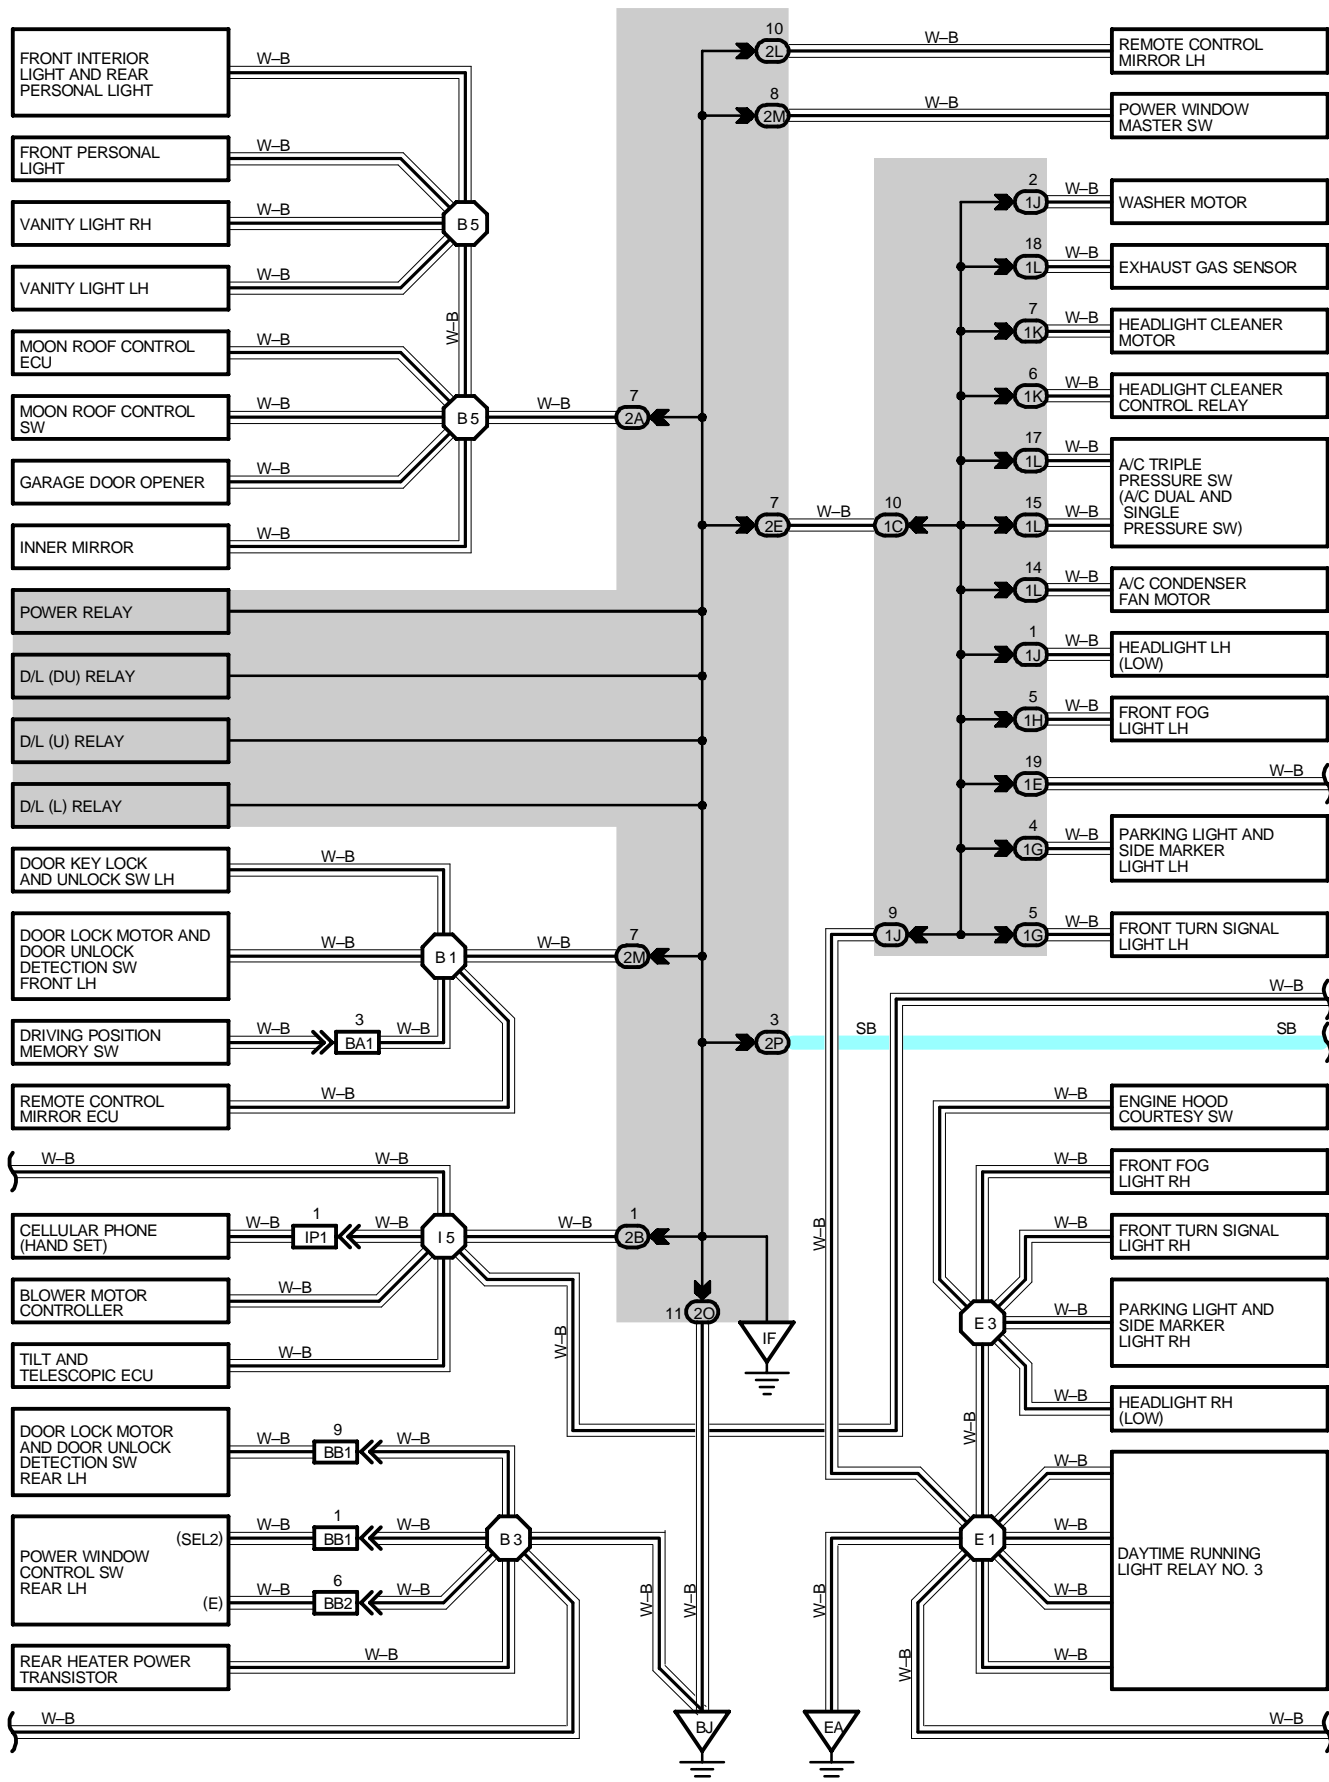 FRONT INTERIOR
LIGHT AND REAR
PERSONAL LIGHT
W–B
FRONT PERSONAL
LIGHT
W–B
VANITY LIGHT RH
W–B
B 5
VANITY LIGHT LH
W–B
W–B
MOON ROOF CONTROL
ECU
W–B
MOON ROOF CONTROL
SW
W–B
B 5
W–B
7
2A
GARAGE DOOR OPENER
W–B
INNER MIRROR
W–B
POWER RELAY
D/L (DU) RELAY
D/L (U) RELAY
D/L (L) RELAY
DOOR KEY LOCK
AND UNLOCK SW LH
W–B
DOOR LOCK MOTOR AND
DOOR UNLOCK
DETECTION SW
FRONT LH
W–B
B 1
W–B
7
2M
DRIVING POSITION
MEMORY SW
W–B
3
BA1
W–B
REMOTE CONTROL
MIRROR ECU
W–B
W–B
W–B
CELLULAR PHONE
(HAND SET)
W–B
1
IP1
W–B
I 5
W–B
1
2B
BLOWER MOTOR
CONTROLLER
W–B
TILT AND
TELESCOPIC ECU
W–B
W–B
11
2O
IF
DOOR LOCK MOTOR
AND DOOR UNLOCK
DETECTION SW
REAR LH
W–B
9
BB1
W–B
POWER WINDOW
CONTROL SW
REAR LH
(SEL2)
W–B
1
BB1
W–B
B 3
(E)
W–B
6
BB2
W–B
REAR HEATER POWER
TRANSISTOR
W–B
W–B
W–B
W–B
BJ
10
2L
W–B
REMOTE CONTROL
MIRROR LH
8
2M
W–B
POWER WINDOW
MASTER SW
2
1J
W–B
WASHER MOTOR
18
1L
W–B
EXHAUST GAS SENSOR
7
1K
W–B
HEADLIGHT CLEANER
MOTOR
6
1K
W–B
HEADLIGHT CLEANER
CONTROL RELAY
17
1L
W–B
A/C TRIPLE
PRESSURE SW
(A/C DUAL AND
SINGLE
PRESSURE SW)
7
2E
W–B
10
1C
15
1L
W–B
14
1L
W–B
A/C CONDENSER
FAN MOTOR
1
1J
W–B
HEADLIGHT LH
(LOW)
5
1H
W–B
FRONT FOG
LIGHT LH
19
1E
W–B
4
1G
W–B
PARKING LIGHT AND
SIDE MARKER
LIGHT LH
9
1J
5
1G
W–B
FRONT TURN SIGNAL
LIGHT LH
W–B
3
2P
SB
SB
W–B
ENGINE HOOD
COURTESY SW
W–B
FRONT FOG
LIGHT RH
W–B
W–B
FRONT TURN SIGNAL
LIGHT RH
E 3
W–B
PARKING LIGHT AND
SIDE MARKER
LIGHT RH
W–B
HEADLIGHT RH
(LOW)
W–B
W–B
E 1
W–B
DAYTIME RUNNING
LIGHT RELAY NO. 3
W–B
W–B
W–B
W–B
EA
W–B